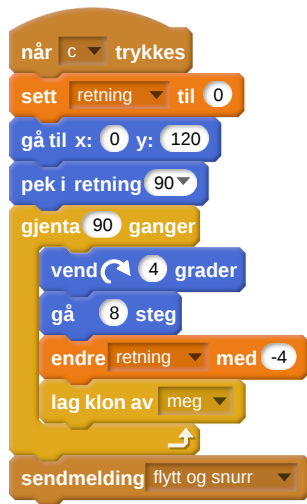 når c trykkes
sett retning til 0
gå til x: 0 y: 120
pek i retning 90
gjenta 90 ganger
vend 4 grader
gå 8 steg
endre retning med -4
lag klon av meg
sendmelding flytt og snurr